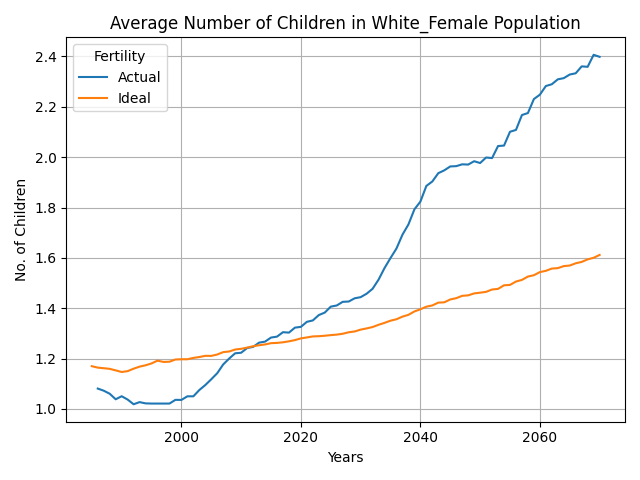 Average Number of Children in White_Female Population
Fertility
Actual
Ideal
2.4
2.2
2.0
1.8
1.6
1.4
1.2
1.0
No. of Children
2000
2020
2040
2060
Years